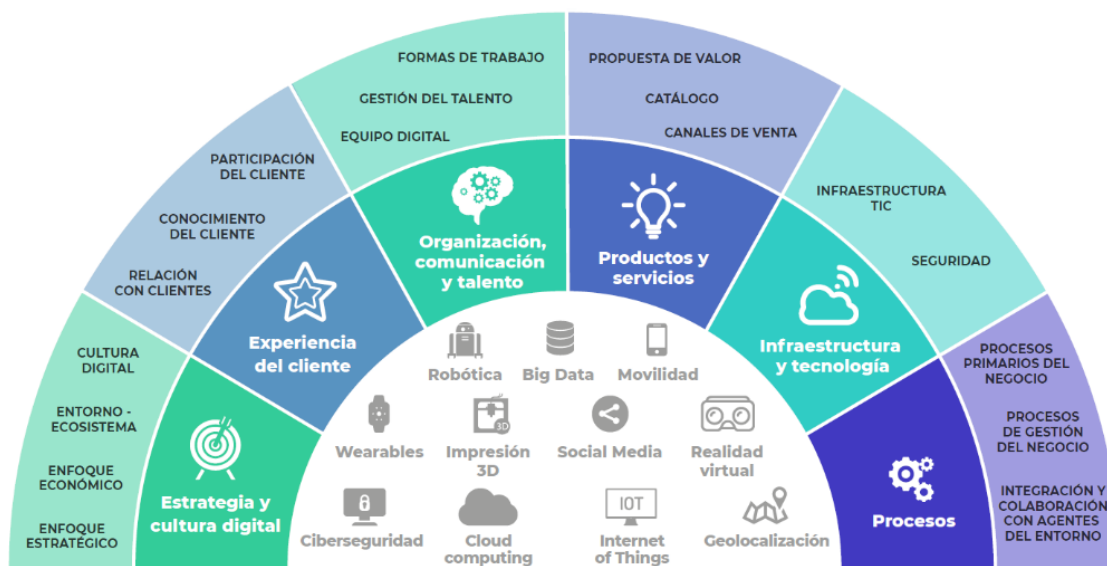 FORMAS DE TRABAJO
GESTIÓN DEL TALENTO
EQUIPO DIGITAL
PROPUESTA DE VALOR
CATÁLOGO
CANALES DE VENTA
PARTICIPACIÓN
DEL CLIENTE
CONOCIMIENTO
DEL CLIENTE
RELACIÓN
CON CLIENTES
INFRAESTRUCTURA
TIC
SEGURIDAD
CULTURA
DIGITAL
ENTORNO -
ECOSISTEMA
ENFOQUE
ECONÓMICO
ENFOQUE
ESTRATÉGICO
PROCESOS
PRIMARIOS DEL
NEGOCIO
PROCESOS
DE GESTIÓN
DEL NEGOCIO
INTEGRACIÓN Y
COLABORACIÓN
CON AGENTES
DEL ENTORNO
Estrategia y
cultura digital
Experiencia
del cliente
Organización,
comunicación
y talento
Productos y
servicios
Infraestructura
y tecnología
Procesos
Robótica
Big Data
Movilidad
Wearables
3D
Impresión
3D
Social Media
Realidad
virtual
Ciberseguridad
Cloud
computing
IOT
Internet
of Things
Geolocalización